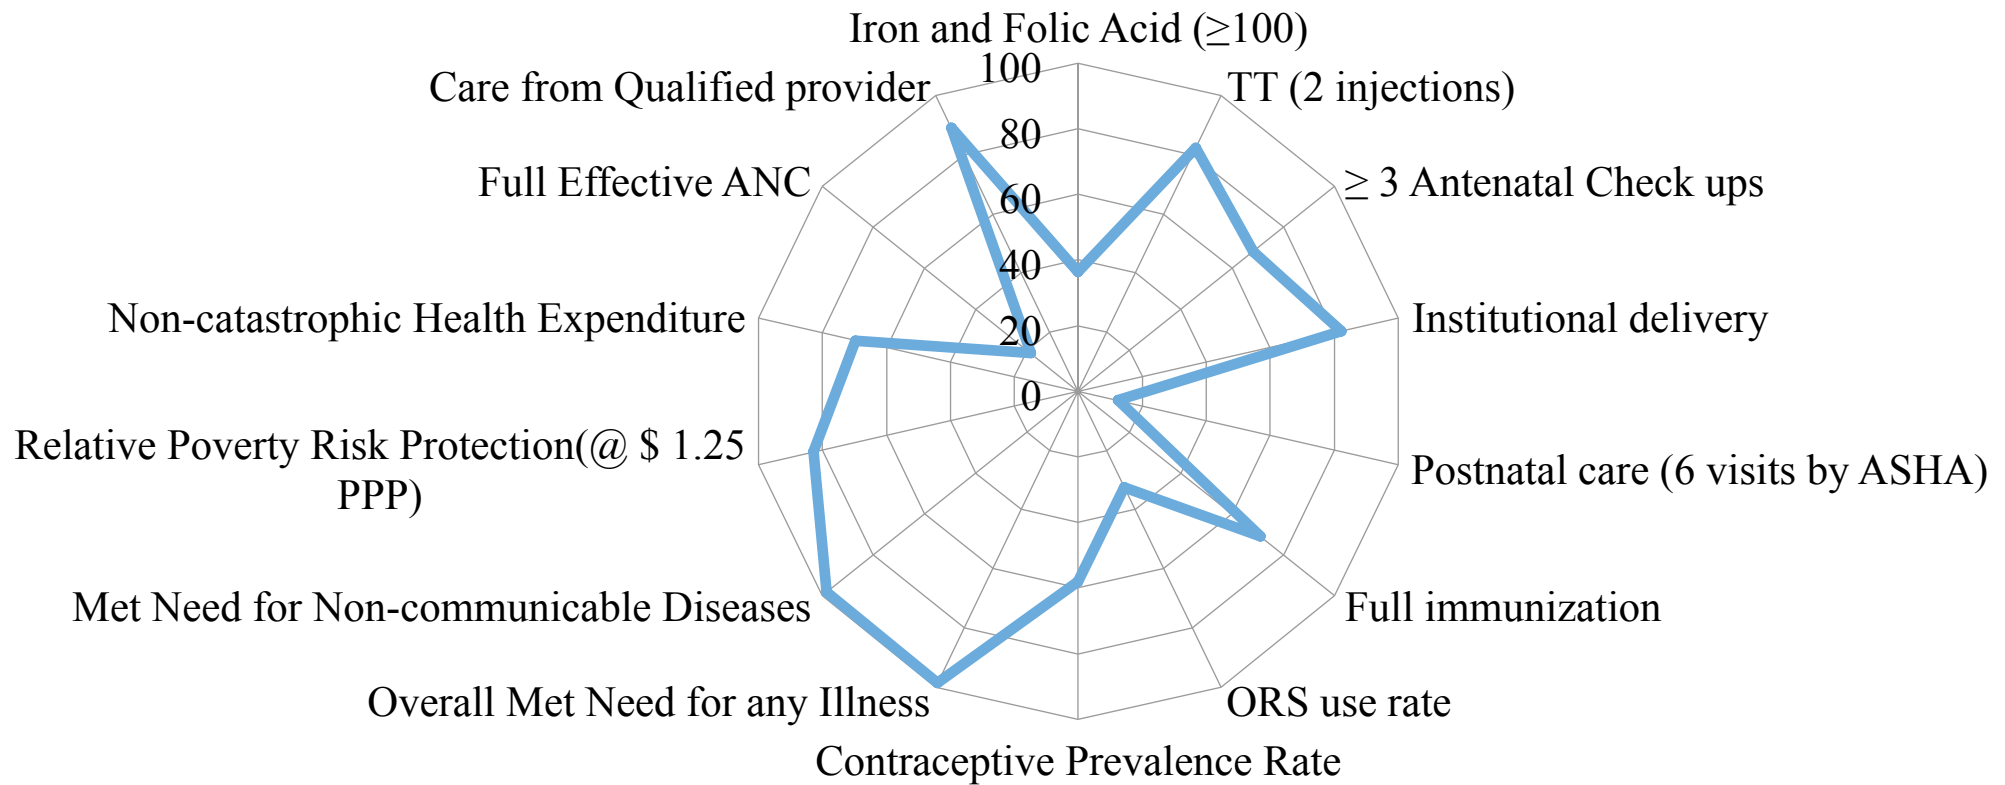 Iron and Folic Acid (≥100)
100
Care from Qualified provider
TT (2 injections)
80
Full Effective ANC
≥ 3 Antenatal Check ups
60
40
Non-catastrophic Health Expenditure
Institutional delivery
20
0
Relative Poverty Risk Protection(@ $ 1.25
PPP)
Postnatal care (6 visits by ASHA)
Met Need for Non-communicable Diseases
Full immunization
Overall Met Need for any Illness
ORS use rate
Contraceptive Prevalence Rate